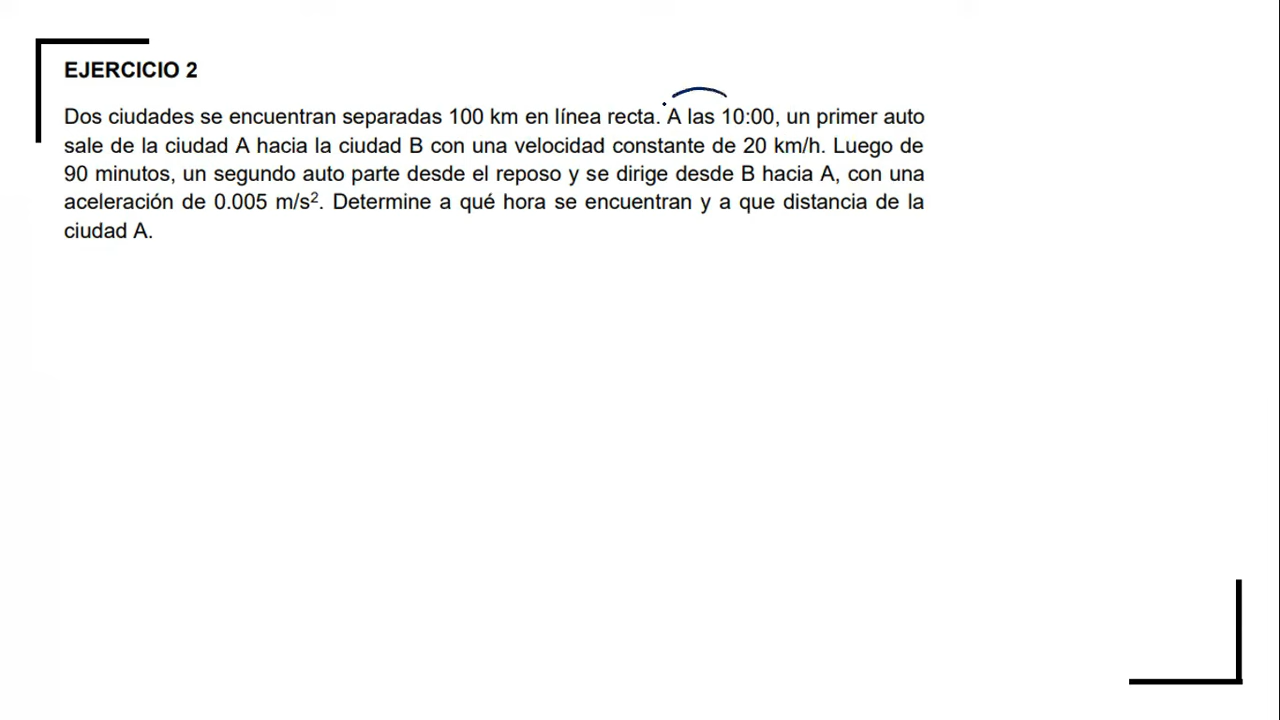 EJERCICIO 2
Dos ciudades se encuentran separadas 100 km en línea recta. A las 10:00, un primer auto
sale de la ciudad A hacia la ciudad B con una velocidad constante de 20 km/h. Luego de
90 minutos, un segundo auto parte desde el reposo y se dirige desde B hacia A, con una
aceleración de 0.005 m/s². Determine a qué hora se encuentran y a que distancia de la
ciudad A.